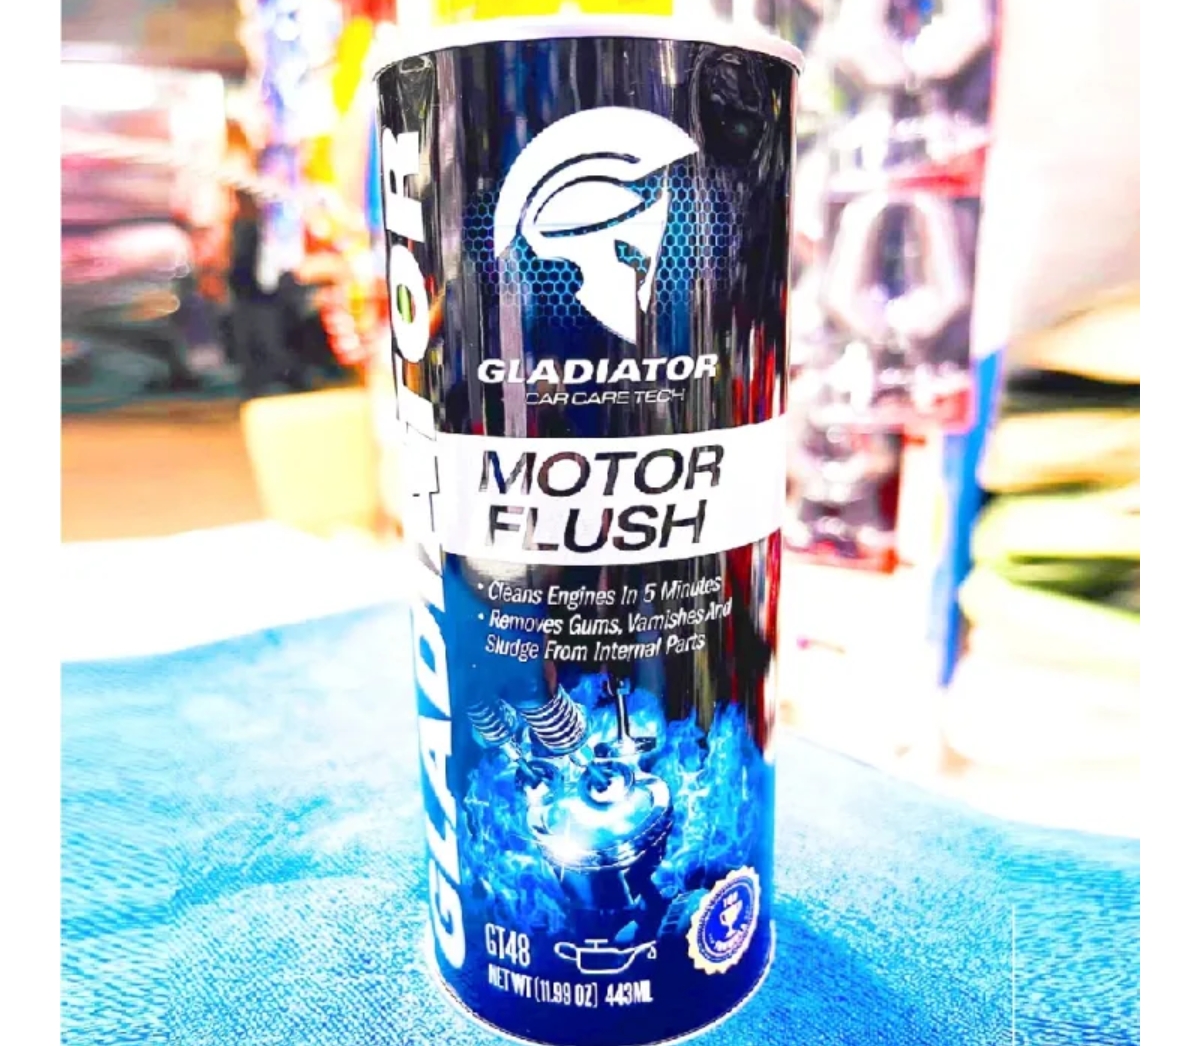 GLADIATOR
GLADIATOR
CAR CARE TECH
MOTOR
FLUSH
• Cleans Engines In 5 Minutes
• Removes Gums, Varnishes And
Sludge From Internal Parts
GT48
NET WT (11.99 OZ) 443ML
TOP